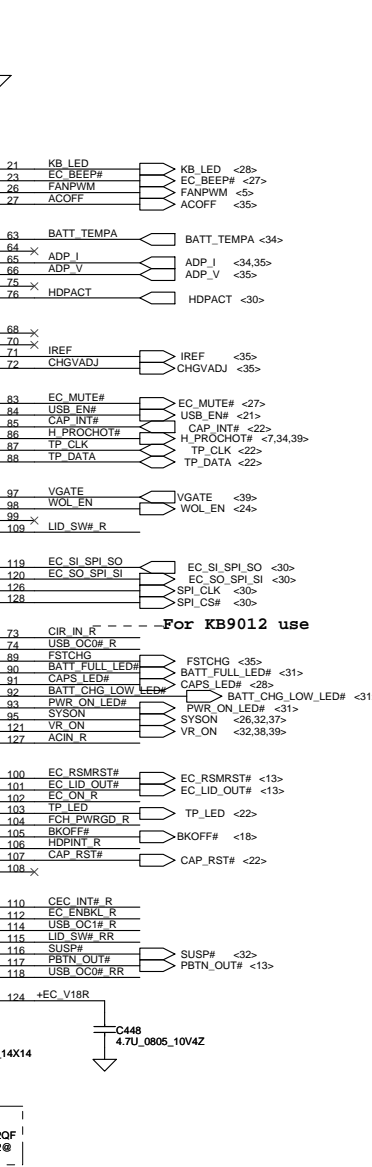 21 KB_LED KB_LED <28>
23 EC_BEEP# EC_BEEP# <27>
26 FANPWM FANPWM <5>
27 ACOFF ACOFF <35>
63 BATT_TEMPA BATT_TEMPA <34>
64
65 ADP_I ADP_I <34,35>
66 ADP_V ADP_V <35>
75
76 HDPACT HDPACT <30>
68
70
71 IREF IREF <35>
72 CHGVADJ CHGVADJ <35>
83 EC_MUTE# EC_MUTE# <27>
84 USB_EN# USB_EN# <21>
85 CAP_INT# CAP_INT# <22>
86 H_PROCHOT# H_PROCHOT# <7,34,39>
87 TP_CLK TP_CLK <22>
88 TP_DATA TP_DATA <22>
97 VGATE VGATE <39>
98 WOL_EN WOL_EN <24>
99
109 LID_SW#_R
119 EC_SI_SPI_SO EC_SI_SPI_SO <30>
120 EC_SO_SPI_SI EC_SO_SPI_SI <30>
126 SPI_CLK <30>
128 SPI_CS# <30>
For KB9012 use
73 CIR_IN_R
74 USB_OC0#_R
89 FSTCHG FSTCHG <35>
90 BATT_FULL_LED# BATT_FULL_LED# <31>
91 CAPS_LED# CAPS_LED# <28>
92 BATT_CHG_LOW_LED# BATT_CHG_LOW_LED# <31
93 PWR_ON_LED# PWR_ON_LED# <31>
95 SYSON SYSON <26,32,37>
121 VR_ON VR_ON <32,38,39>
127 ACIN_R
100 EC_RSMRST# EC_RSMRST# <13>
101 EC_LID_OUT# EC_LID_OUT# <13>
102 EC_ON_R
103 TP_LED TP_LED <22>
104 FCH_PWRGD_R
105 BKOFF# BKOFF# <18>
106 HDPINT_R
107 CAP_RST# CAP_RST# <22>
108
110 CEC_INT#_R
112 EC_ENBKL_R
114 USB_OC1#_R
115 LID_SW#_RR
116 SUSP# SUSP# <32>
117 PBTN_OUT# PBTN_OUT# <13>
118 USB_OC0#_RR
124 +EC_V18R
C448
4.7U_0805_10V4Z
_14X14
QF
@